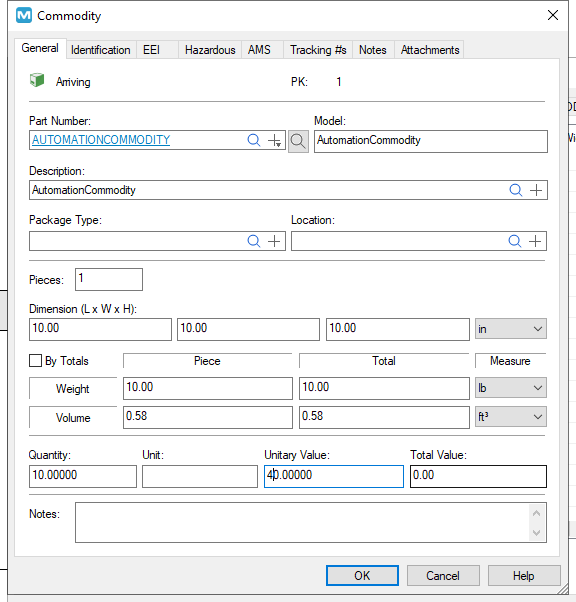 Commodity
General Identification EEI Hazardous AMS Tracking #s Notes Attachments
Arriving PK: 1
Part Number: Model:
AUTOMATIONCOMMODITY AutomationCommodity
Description:
AutomationCommodity
Package Type: Location:
Pieces: 1
Dimension (L x W x H):
10.00 10.00 10.00 in
By Totals Piece Total Measure
Weight 10.00 10.00 lb
Volume 0.58 0.58 ft³
Quantity: Unit: Unitary Value: Total Value:
10.00000 40.00000 0.00
Notes:
OK Cancel Help